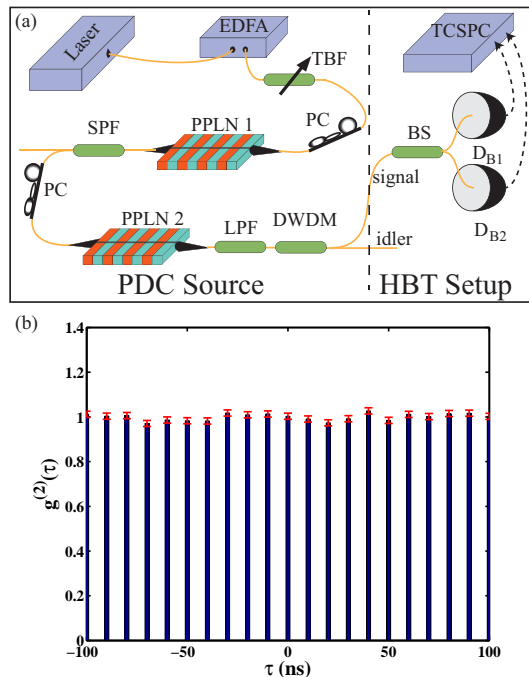 (a)
Laser
EDFA
TCSPC
TBF
PC
SPF
PPLN 1
BS
D_B1
PC
signal
PPLN 2
LPF
DWDM
D_B2
idler
PDC Source
HBT Setup
(b)
1.4
1.2
1
0.8
0.6
0.4
0.2
0
g^(2)(τ)
−100
−50
0
50
100
τ (ns)